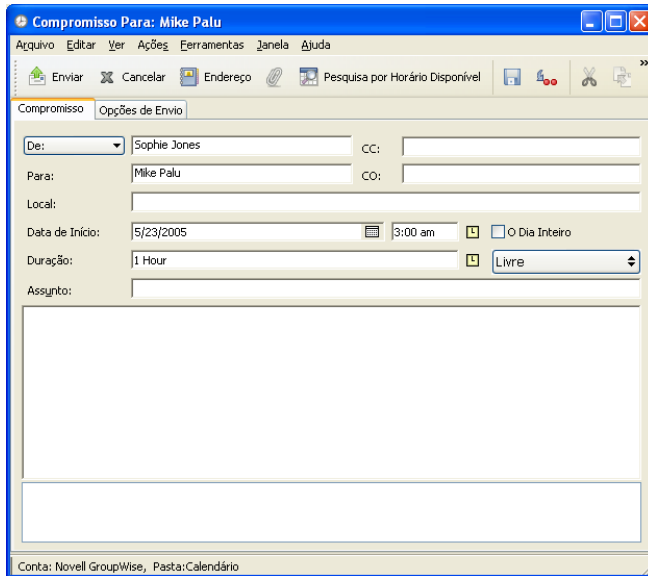 Compromisso Para: Mike Palu
Arquivo Editar Ver Ações Ferramentas Janela Ajuda
Enviar Cancelar Endereço Pesquisa por Horário Disponível »
Compromisso Opções de Envio
De: Sophie Jones CC:
Para: Mike Palu CO:
Local:
Data de Início: 5/23/2005 3:00 am O Dia Inteiro
Duração: 1 Hour Livre
Assunto:
Conta: Novell GroupWise, Pasta:Calendário